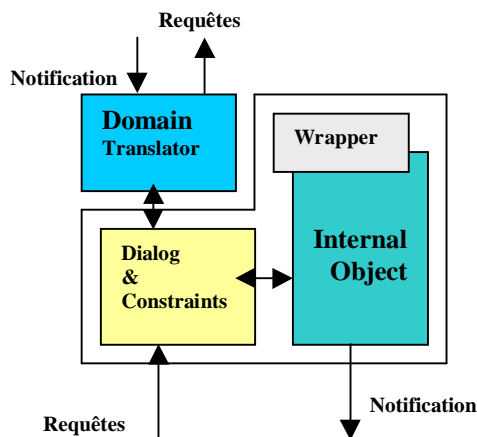 Requêtes
Notification
Domain
Translator
Wrapper
Dialog
&
Constraints
Internal
Object
Notification
Requêtes